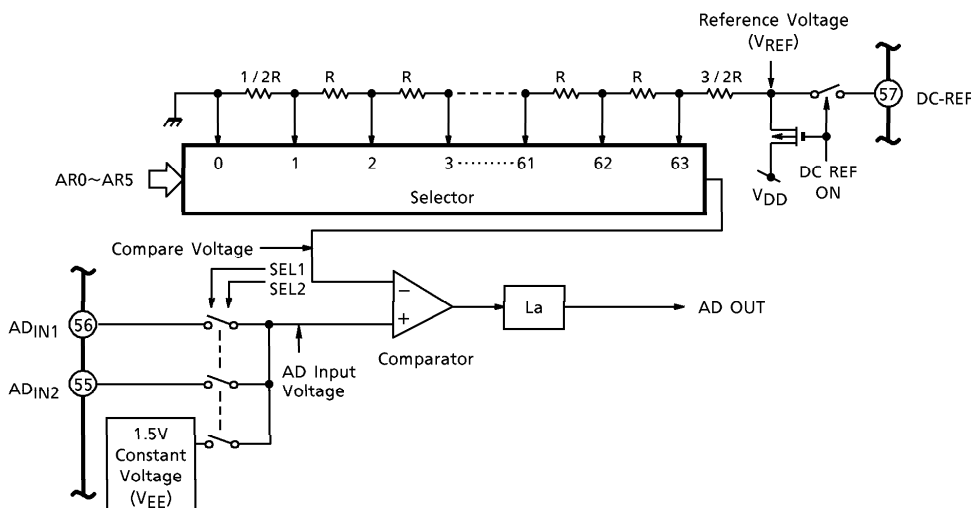 Reference Voltage
(VREF)
1/2R R R R R 3/2R
57 DC-REF
0 1 2 3 ········ 61 62 63
AR0~AR5
Selector
VDD
DC REF
ON
Compare Voltage
SEL1
SEL2
−
+
La
AD OUT
Comparator
ADIN1 56
AD Input
Voltage
ADIN2 55
1.5V
Constant
Voltage
(VEE)